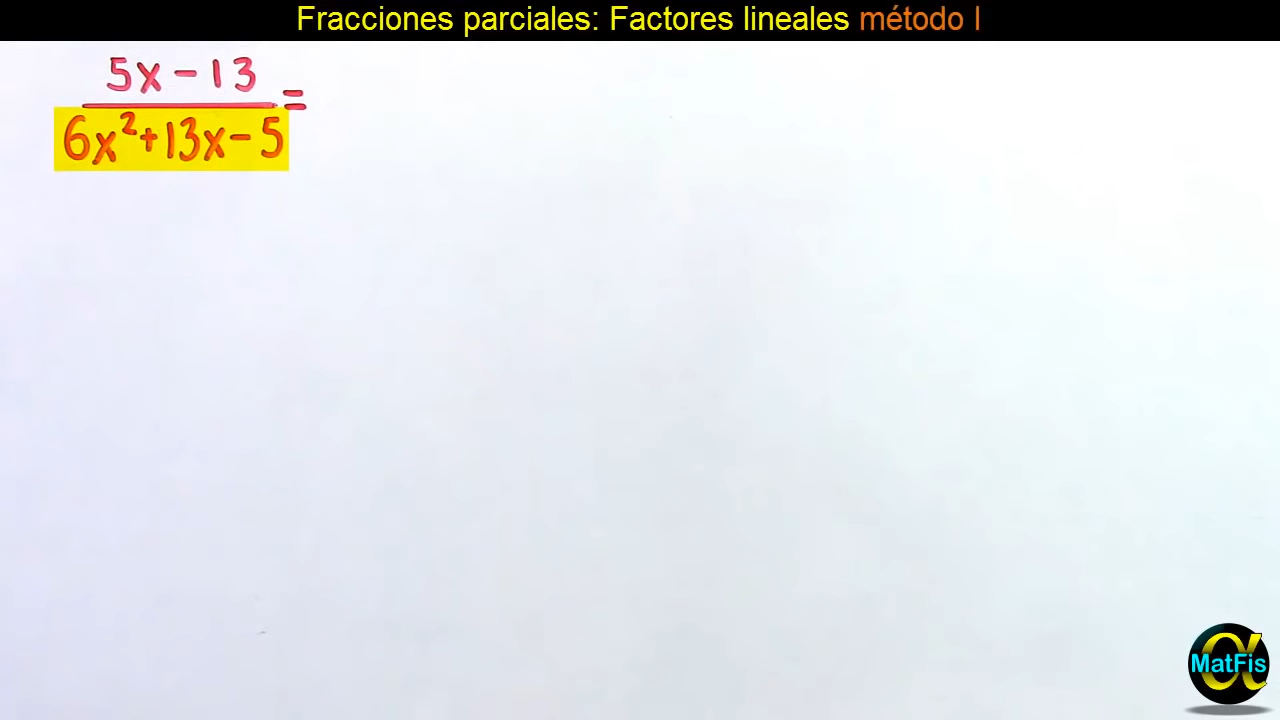 Fracciones parciales: Factores lineales método I
5x - 13
6x² + 13x - 5 =
MatFis